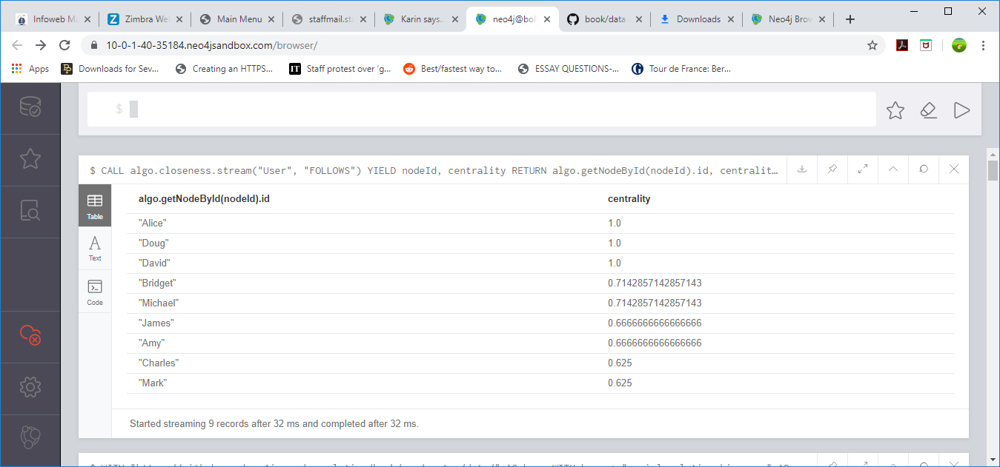 Infoweb Ma
Zimbra We
Main Menu
staffmail.st
Karin says..
neo4j@bol
book/data
Downloads
Neo4j Brow
10-0-1-40-35184.neo4jsandbox.com/browser/
Apps
Downloads for Sev...
Creating an HTTPS...
Staff protest over 'g...
Best/fastest way to...
ESSAY QUESTIONS-...
Tour de France: Ber...
$
$ CALL algo.closeness.stream("User", "FOLLOWS") YIELD nodeId, centrality RETURN algo.getNodeById(nodeId).id, centralit…
Table
Text
Code
algo.getNodeById(nodeId).id centrality
"Alice" 1.0
"Doug" 1.0
"David" 1.0
"Bridget" 0.7142857142857143
"Michael" 0.7142857142857143
"James" 0.6666666666666666
"Amy" 0.6666666666666666
"Charles" 0.625
"Mark" 0.625
Started streaming 9 records after 32 ms and completed after 32 ms.